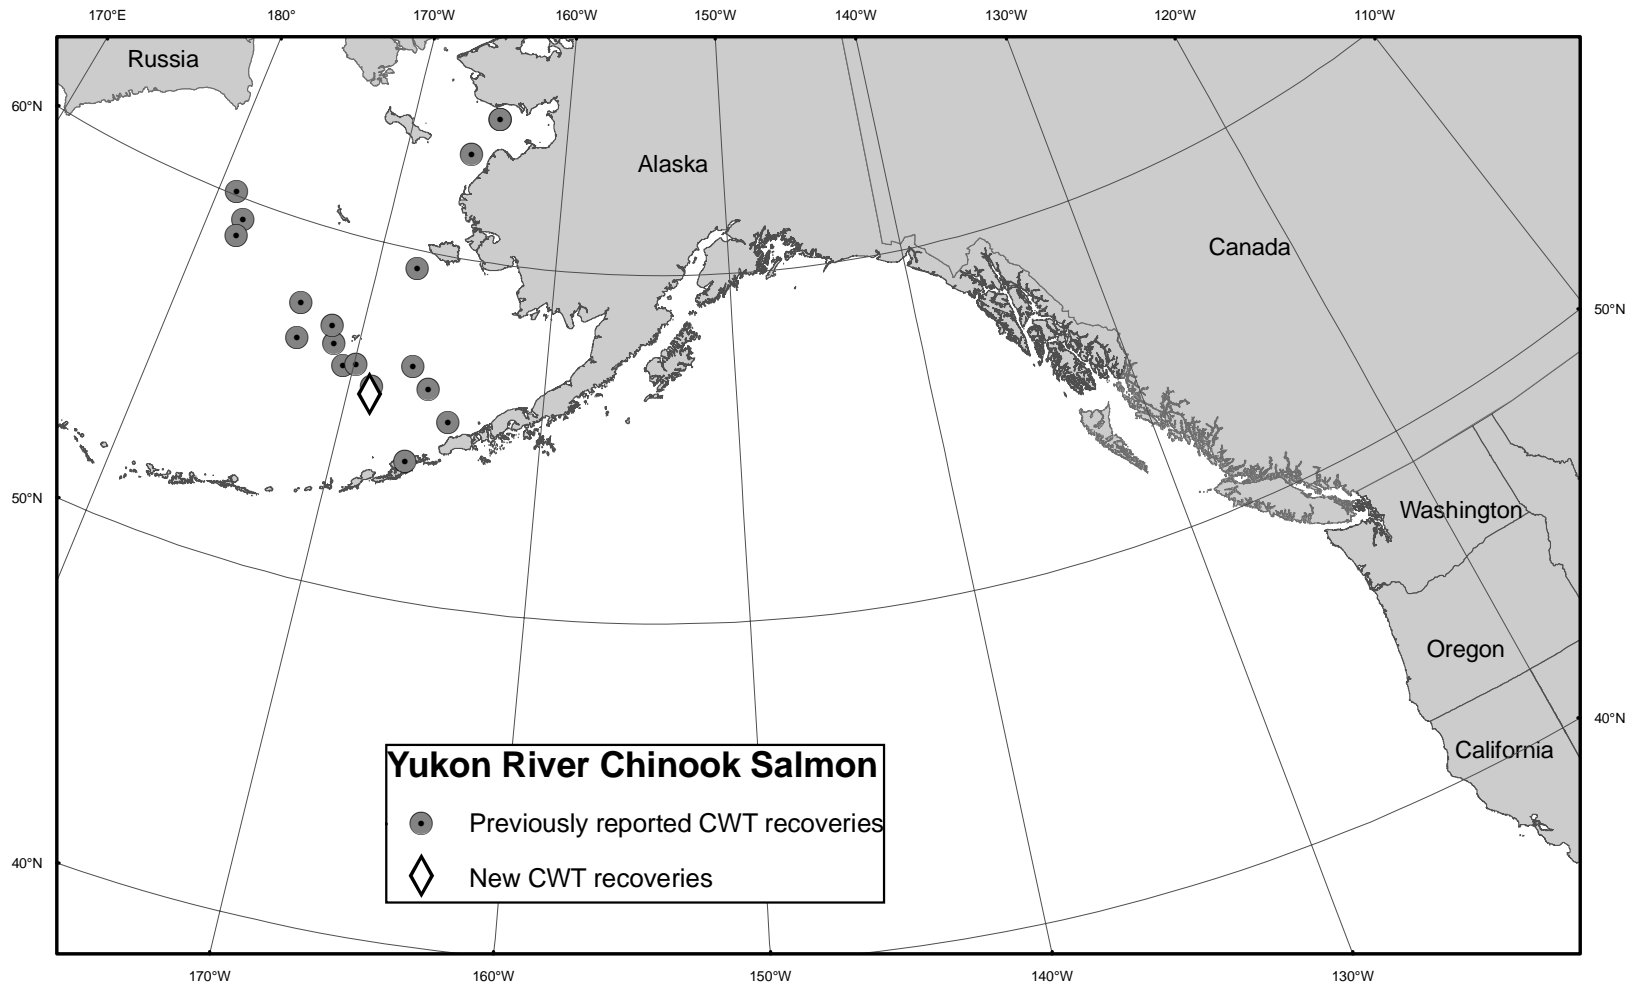 170°E 180° 170°W 160°W 150°W 140°W 130°W 120°W 110°W
Russia
60°N
Alaska
Canada
50°N
50°N
Washington
Oregon
40°N
California
Yukon River Chinook Salmon
Previously reported CWT recoveries
New CWT recoveries
40°N
170°W 160°W 150°W 140°W 130°W